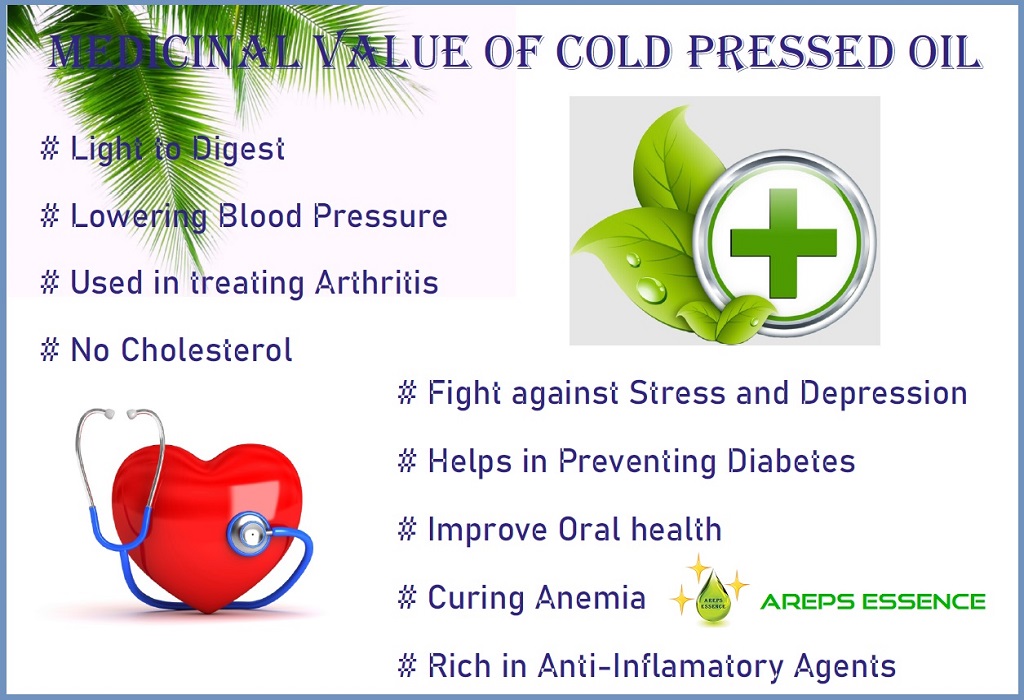 MEDICINAL VALUE OF COLD PRESSED OIL
# Light to Digest
# Lowering Blood Pressure
# Used in treating Arthritis
# No Cholesterol
# Fight against Stress and Depression
# Helps in Preventing Diabetes
# Improve Oral health
# Curing Anemia
AREPS
ESSENCE
AREPS ESSENCE
# Rich in Anti-Inflamatory Agents